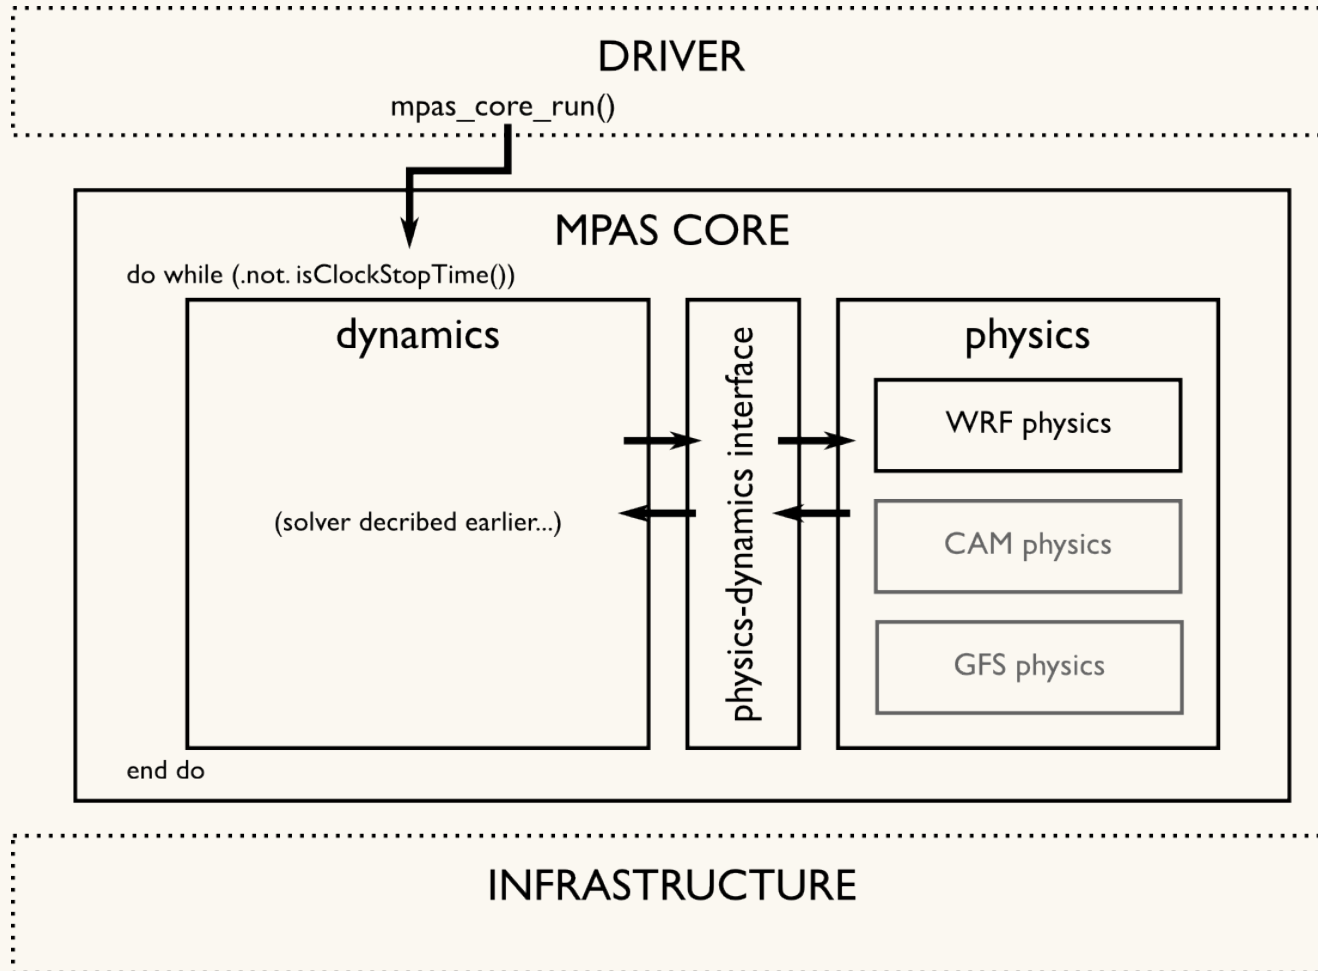 DRIVER
mpas_core_run()
MPAS CORE
do while (.not. isClockStopTime())
dynamics
(solver decribed earlier...)
physics-dynamics interface
physics
WRF physics
CAM physics
GFS physics
end do
INFRASTRUCTURE